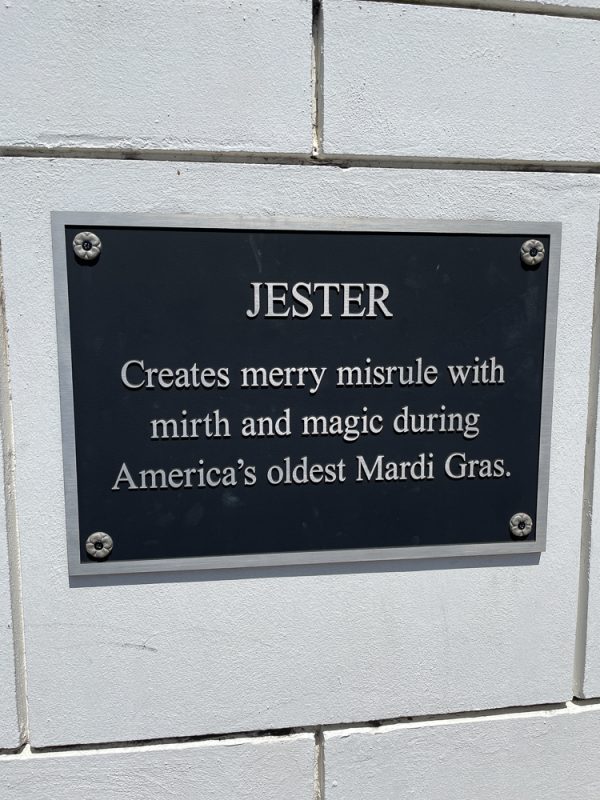 JESTER
Creates merry misrule with
mirth and magic during
America's oldest Mardi Gras.